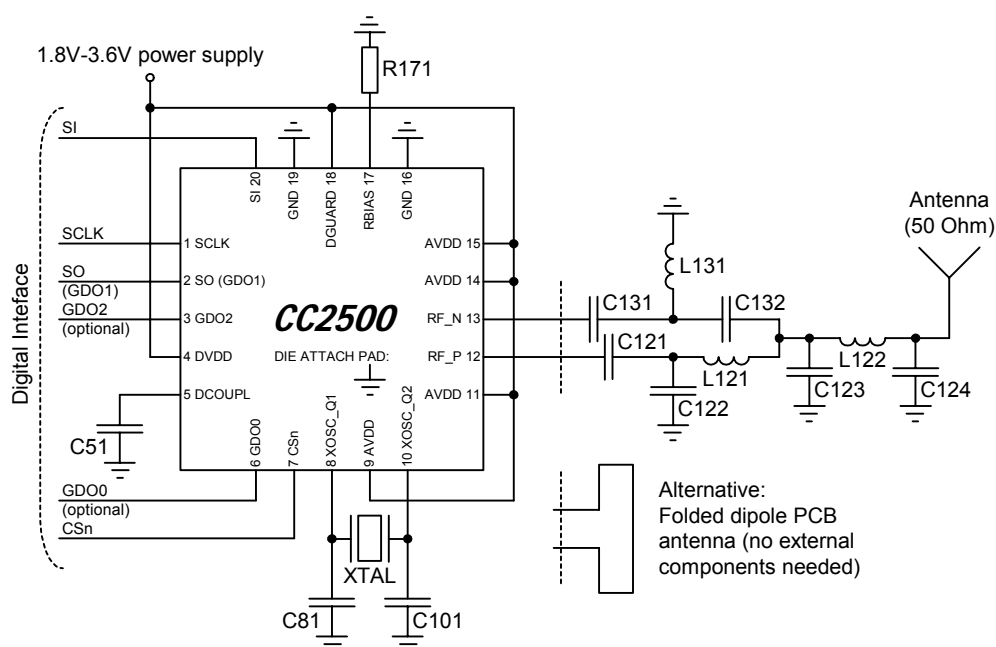 1.8V-3.6V power supply
R171
SI
SI 20
GND 19
DGUARD 18
RBIAS 17
GND 16
Antenna
(50 Ohm)
SCLK
1 SCLK
AVDD 15
L131
SO
(GDO1)
2 SO (GDO1)
AVDD 14
C131
C132
GDO2
(optional)
3 GDO2
CC2500
RF_N 13
C121
Digital Inteface
4 DVDD
DIE ATTACH PAD:
RF_P 12
L121
L122
C123
C124
5 DCOUPL
AVDD 11
C122
C51
6 GDO0
7 CSn
8 XOSC_Q1
9 AVDD
10 XOSC_Q2
GDO0
(optional)
CSn
Alternative:
Folded dipole PCB
antenna (no external
components needed)
XTAL
C81
C101